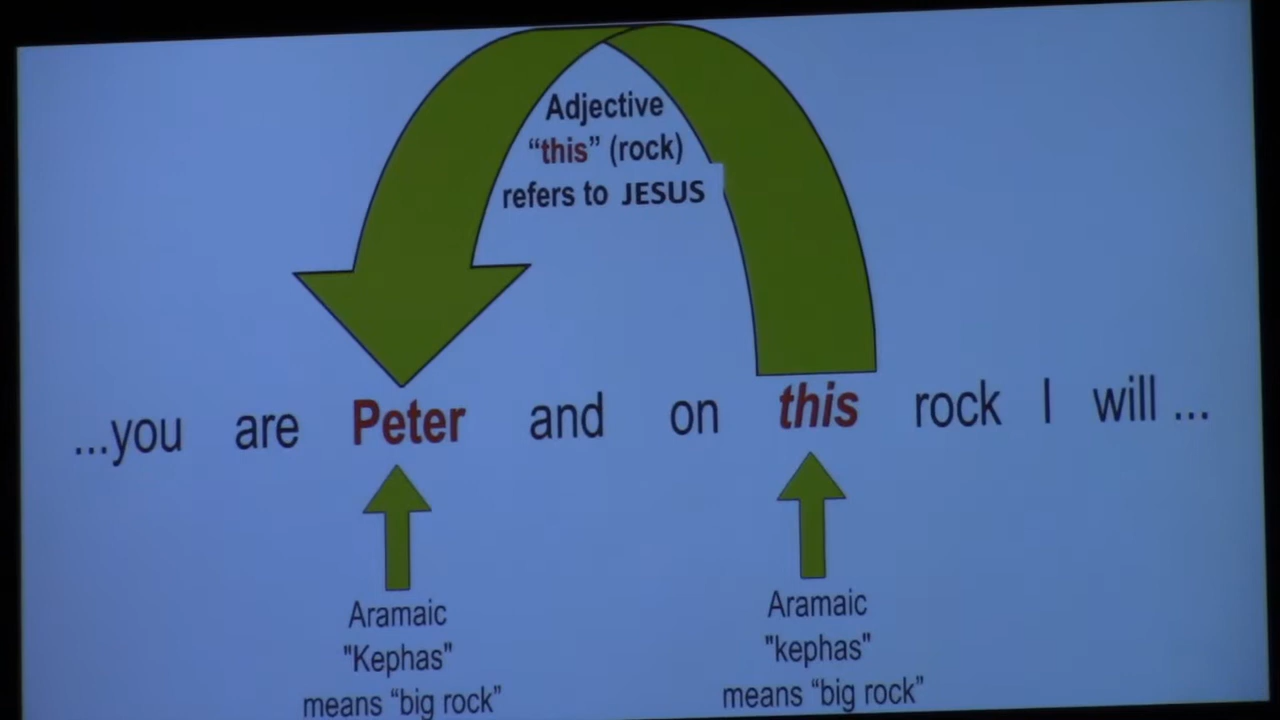 Adjective
“this” (rock)
refers to JESUS
...you are Peter and on this rock I will ...
Aramaic
"Kephas"
means “big rock”
Aramaic
"kephas"
means “big rock”